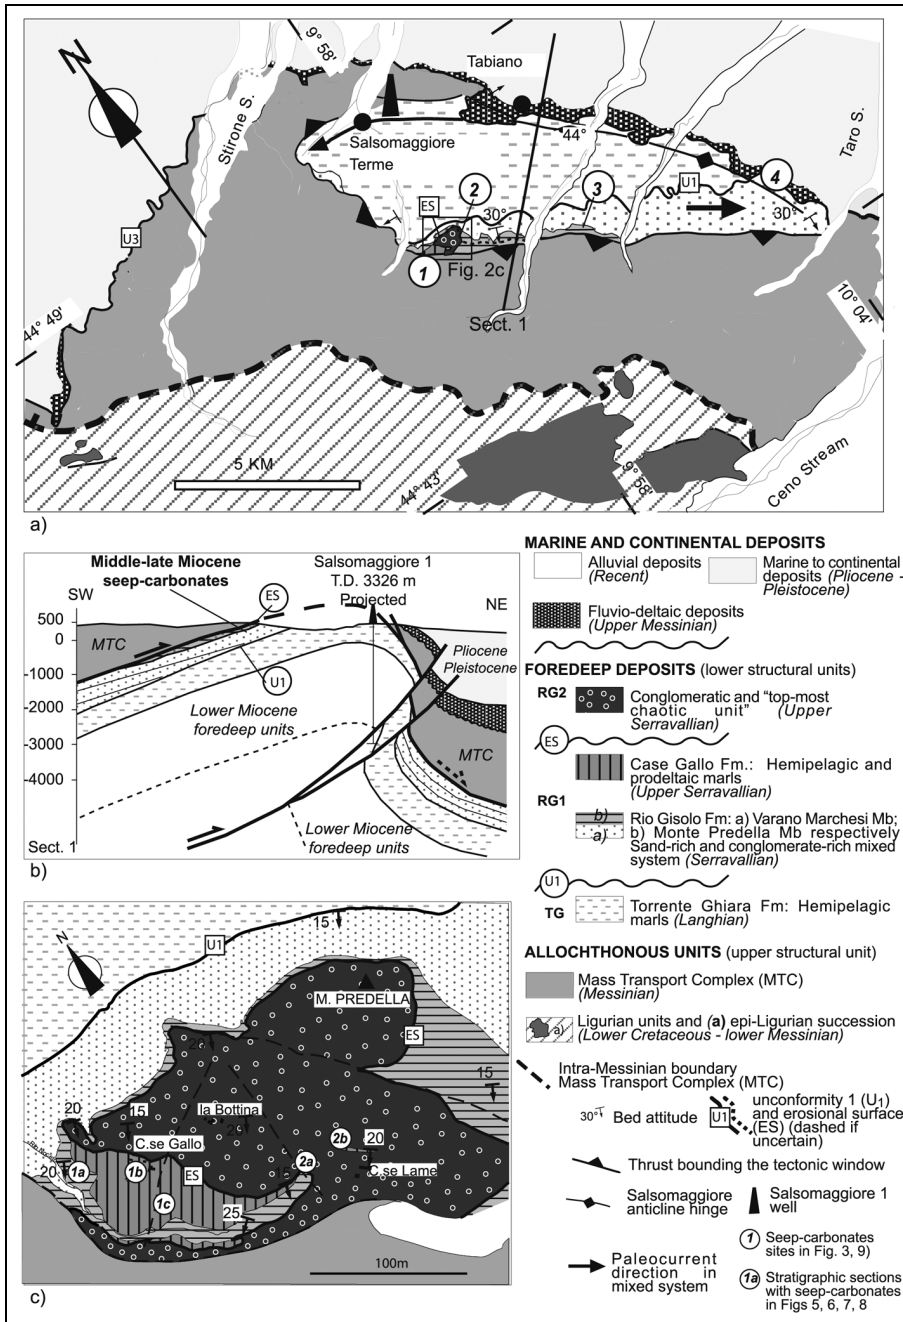 9° 58'
N
Tabiano
Stirone S.
Taro S.
Salsomaggiore
Terme
44°
2
3
4
U1
ES
30°
30°
U3
1
Fig. 2c
Sect. 1
44° 49'
10° 04'
5 KM
44° 43'
9° 58'
Ceno Stream
a)
Middle-late Miocene
seep-carbonates
Salsomaggiore 1
T.D. 3326 m
Projected
SW
NE
ES
500
0
-1000
-2000
-3000
-4000
MTC
U1
Pliocene
Pleistocene
Lower Miocene
foredeep units
MTC
Lower Miocene
foredeep units
Sect. 1
b)
N
U1
15
M. PREDELLA
ES
20
15
20
15
la Bottina
C.se Gallo
2b
20
20
1a
1b
ES
15
2a
C.se Lame
1c
25
100m
c)
MARINE AND CONTINENTAL DEPOSITS
Alluvial deposits
(Recent)
Marine to continental
deposits (Pliocene -
Pleistocene)
Fluvio-deltaic deposits
(Upper Messinian)
FOREDEEP DEPOSITS (lower structural units)
RG2
Conglomeratic and “top-most
chaotic unit” (Upper
Serravallian)
ES
Case Gallo Fm.: Hemipelagic and
prodeltaic marls
(Upper Serravallian)
RG1
b)
a)
Rio Gisolo Fm: a) Varano Marchesi Mb;
b) Monte Predella Mb respectively
Sand-rich and conglomerate-rich mixed
system (Serravallian)
U1
TG
Torrente Ghiara Fm: Hemipelagic
marls (Langhian)
ALLOCHTHONOUS UNITS (upper structural unit)
Mass Transport Complex (MTC)
(Messinian)
a)
Ligurian units and (a) epi-Ligurian succession
(Lower Cretaceous - lower Messinian)
Intra-Messinian boundary
Mass Transport Complex (MTC)
30°
Bed attitude
U1
unconformity 1 (U1)
and erosional surface
(ES) (dashed if
uncertain)
Thrust bounding the tectonic window
Salsomaggiore
anticline hinge
Salsomaggiore 1
well
Paleocurrent
direction in
mixed system
1
Seep-carbonates
sites in Fig. 3, 9)
1a
Stratigraphic sections
with seep-carbonates
in Figs 5, 6, 7, 8